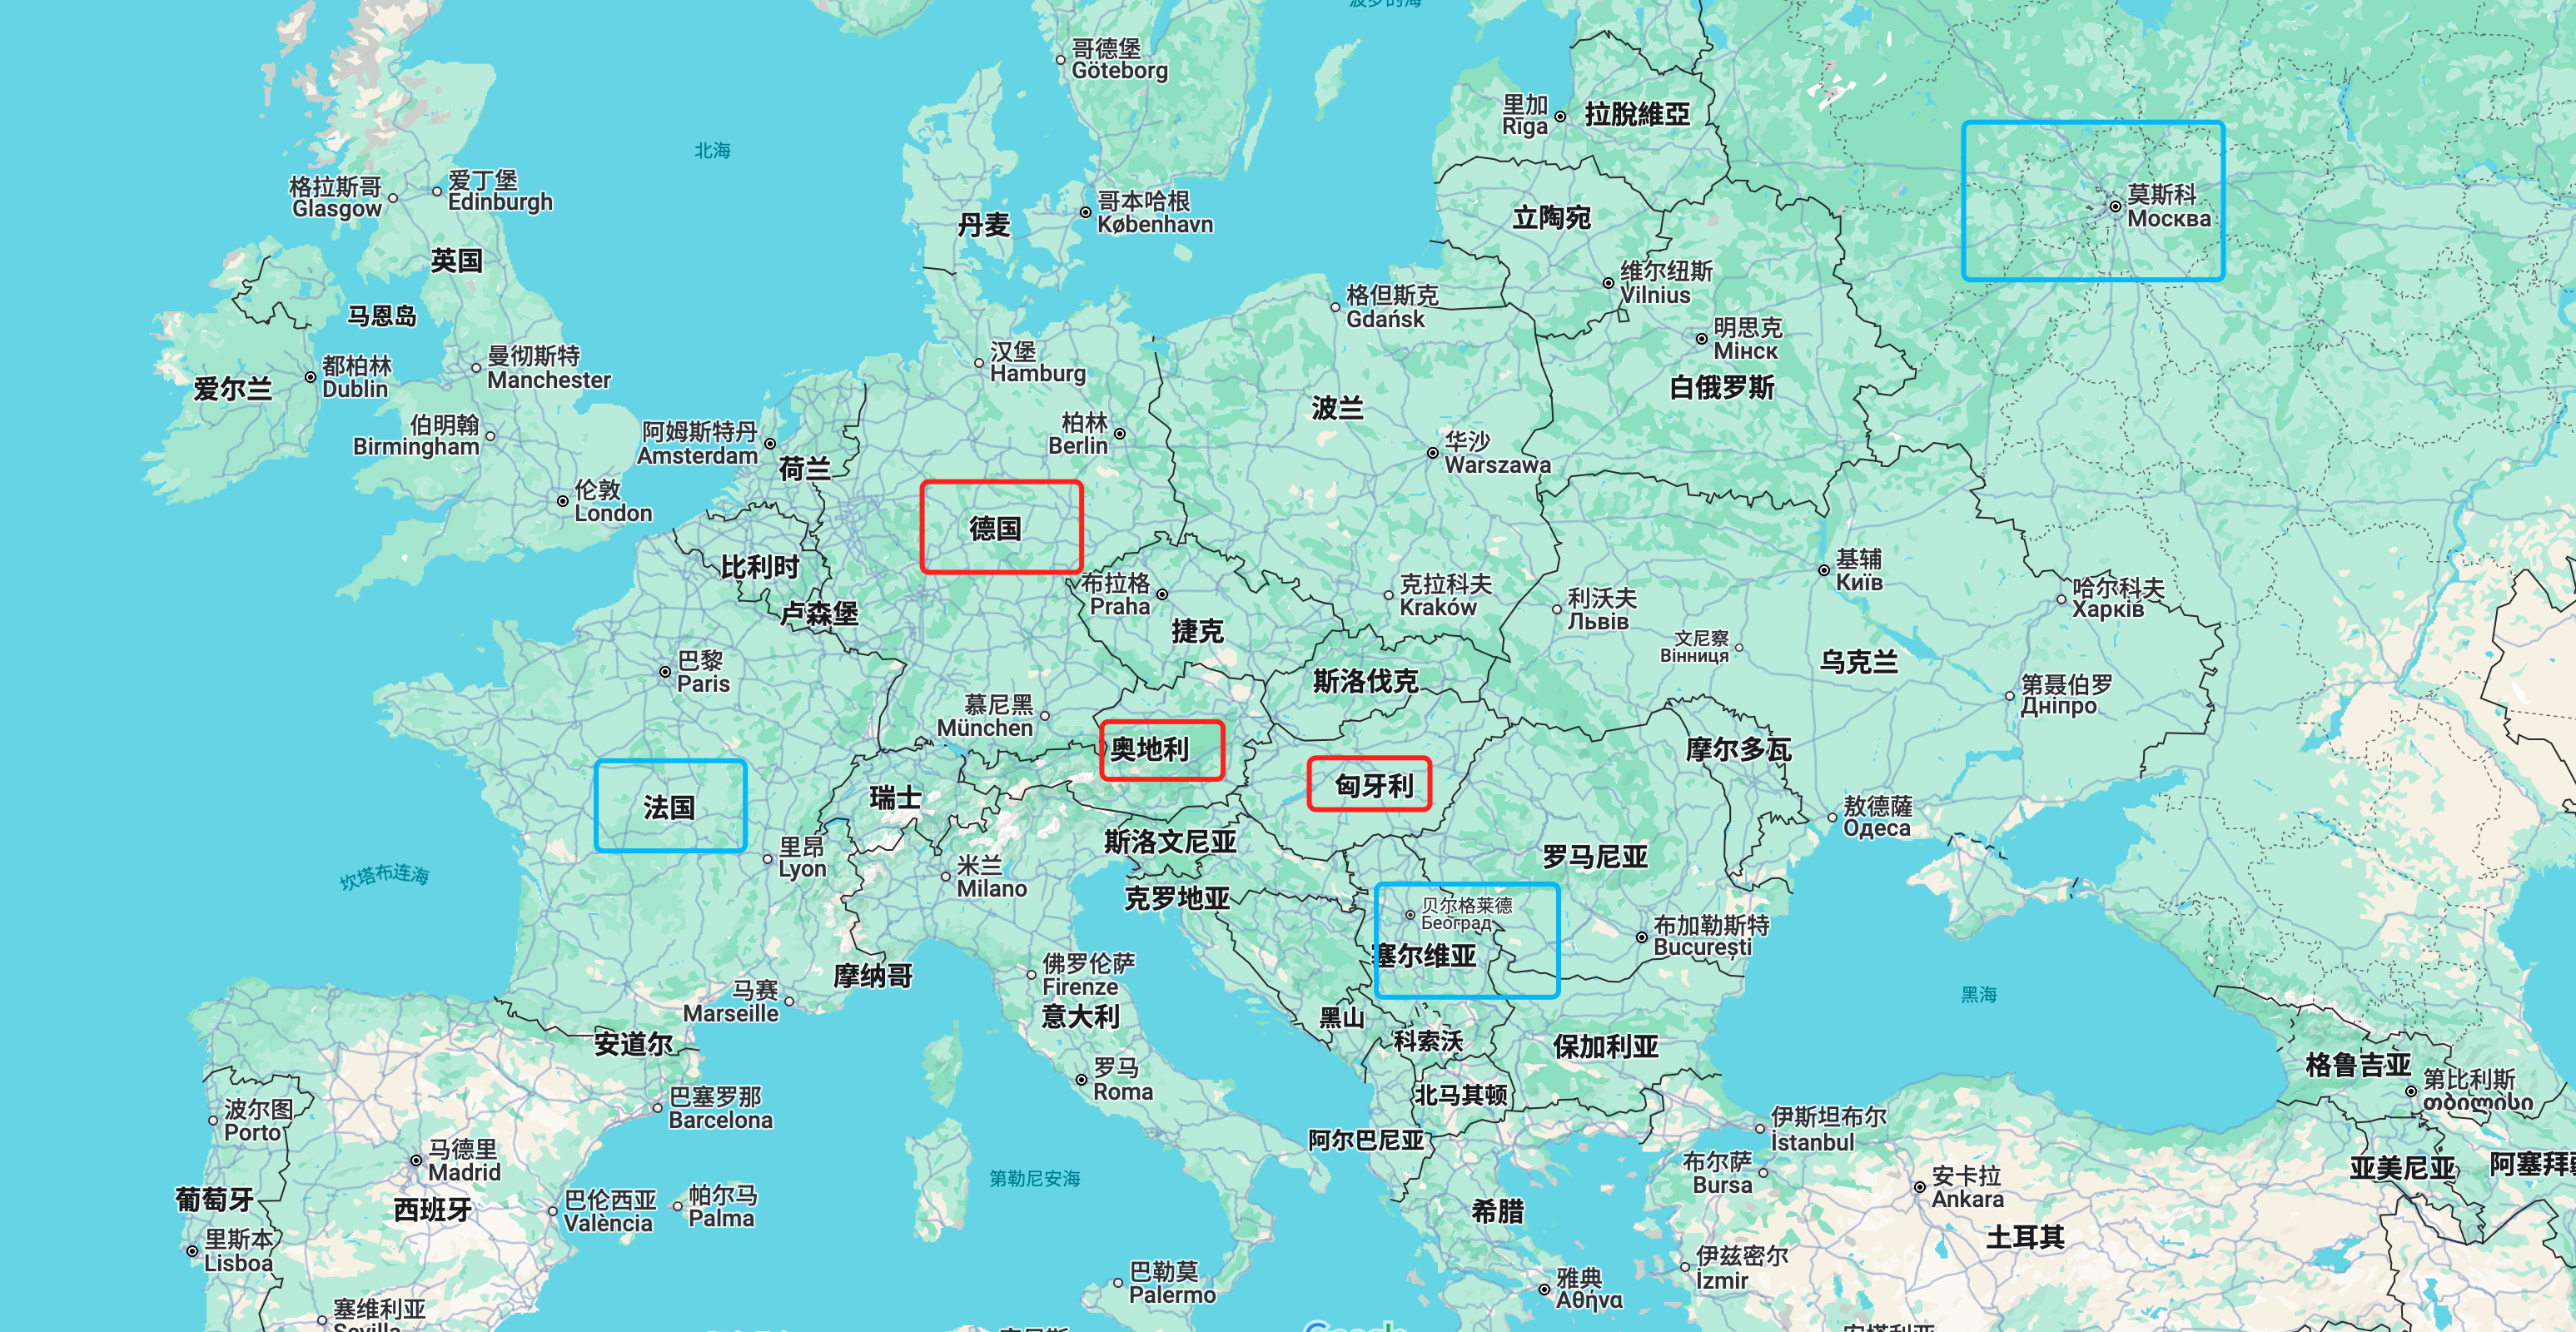 波罗的海
哥德堡
Göteborg
里加
Riga
拉脫維亞
北海
格拉斯哥
Glasgow
爱丁堡
Edinburgh
英国
丹麦
哥本哈根
København
立陶宛
莫斯科
Москва
马恩岛
格但斯克
Gdańsk
维尔纽斯
Vilnius
都柏林
Dublin
爱尔兰
曼彻斯特
Manchester
汉堡
Hamburg
明思克
Мінск
白俄罗斯
伯明翰
Birmingham
阿姆斯特丹
Amsterdam
荷兰
柏林
Berlin
波兰
华沙
Warszawa
伦敦
London
德国
比利时
卢森堡
布拉格
Praha
捷克
克拉科夫
Kraków
利沃夫
Львів
基辅
Київ
哈尔科夫
Харків
文尼察
Вінниця
乌克兰
巴黎
Paris
斯洛伐克
第聂伯罗
Дніпро
慕尼黑
München
奥地利
匈牙利
摩尔多瓦
法国
瑞士
敖德薩
Одеса
里昂
Lyon
米兰
Milano
斯洛文尼亚
克罗地亚
罗马尼亚
坎塔布连海
贝尔格莱德
Београд
塞尔维亚
布加勒斯特
București
摩纳哥
佛罗伦萨
Firenze
意大利
马赛
Marseille
黑山
科索沃
保加利亚
黑海
安道尔
罗马
Roma
北马其顿
格鲁吉亚
第比利斯
თბილისი
波尔图
Porto
巴塞罗那
Barcelona
阿尔巴尼亚
伊斯坦布尔
İstanbul
马德里
Madrid
第勒尼安海
布尔萨
Bursa
安卡拉
Ankara
亚美尼亚
阿塞拜疆
葡萄牙
西班牙
巴伦西亚
València
帕尔马
Palma
希腊
土耳其
里斯本
Lisboa
巴勒莫
Palermo
雅典
Αθήνα
伊兹密尔
İzmir
塞维利亚
Sevilla
Google